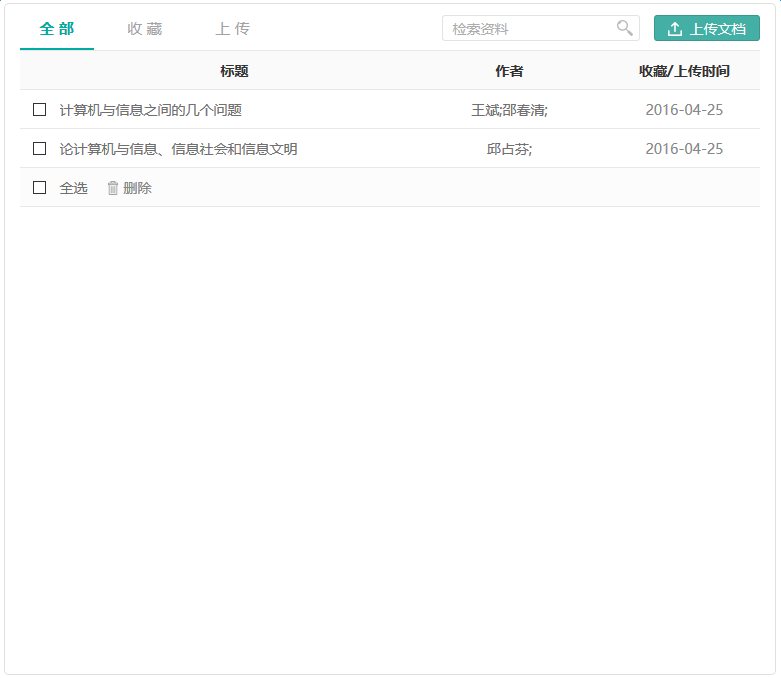 全 部 收 藏 上 传 检索资料 上传文档
标题 作者 收藏/上传时间
计算机与信息之间的几个问题 王斌;邵春清; 2016-04-25
论计算机与信息、信息社会和信息文明 邱占芬; 2016-04-25
全选 删除